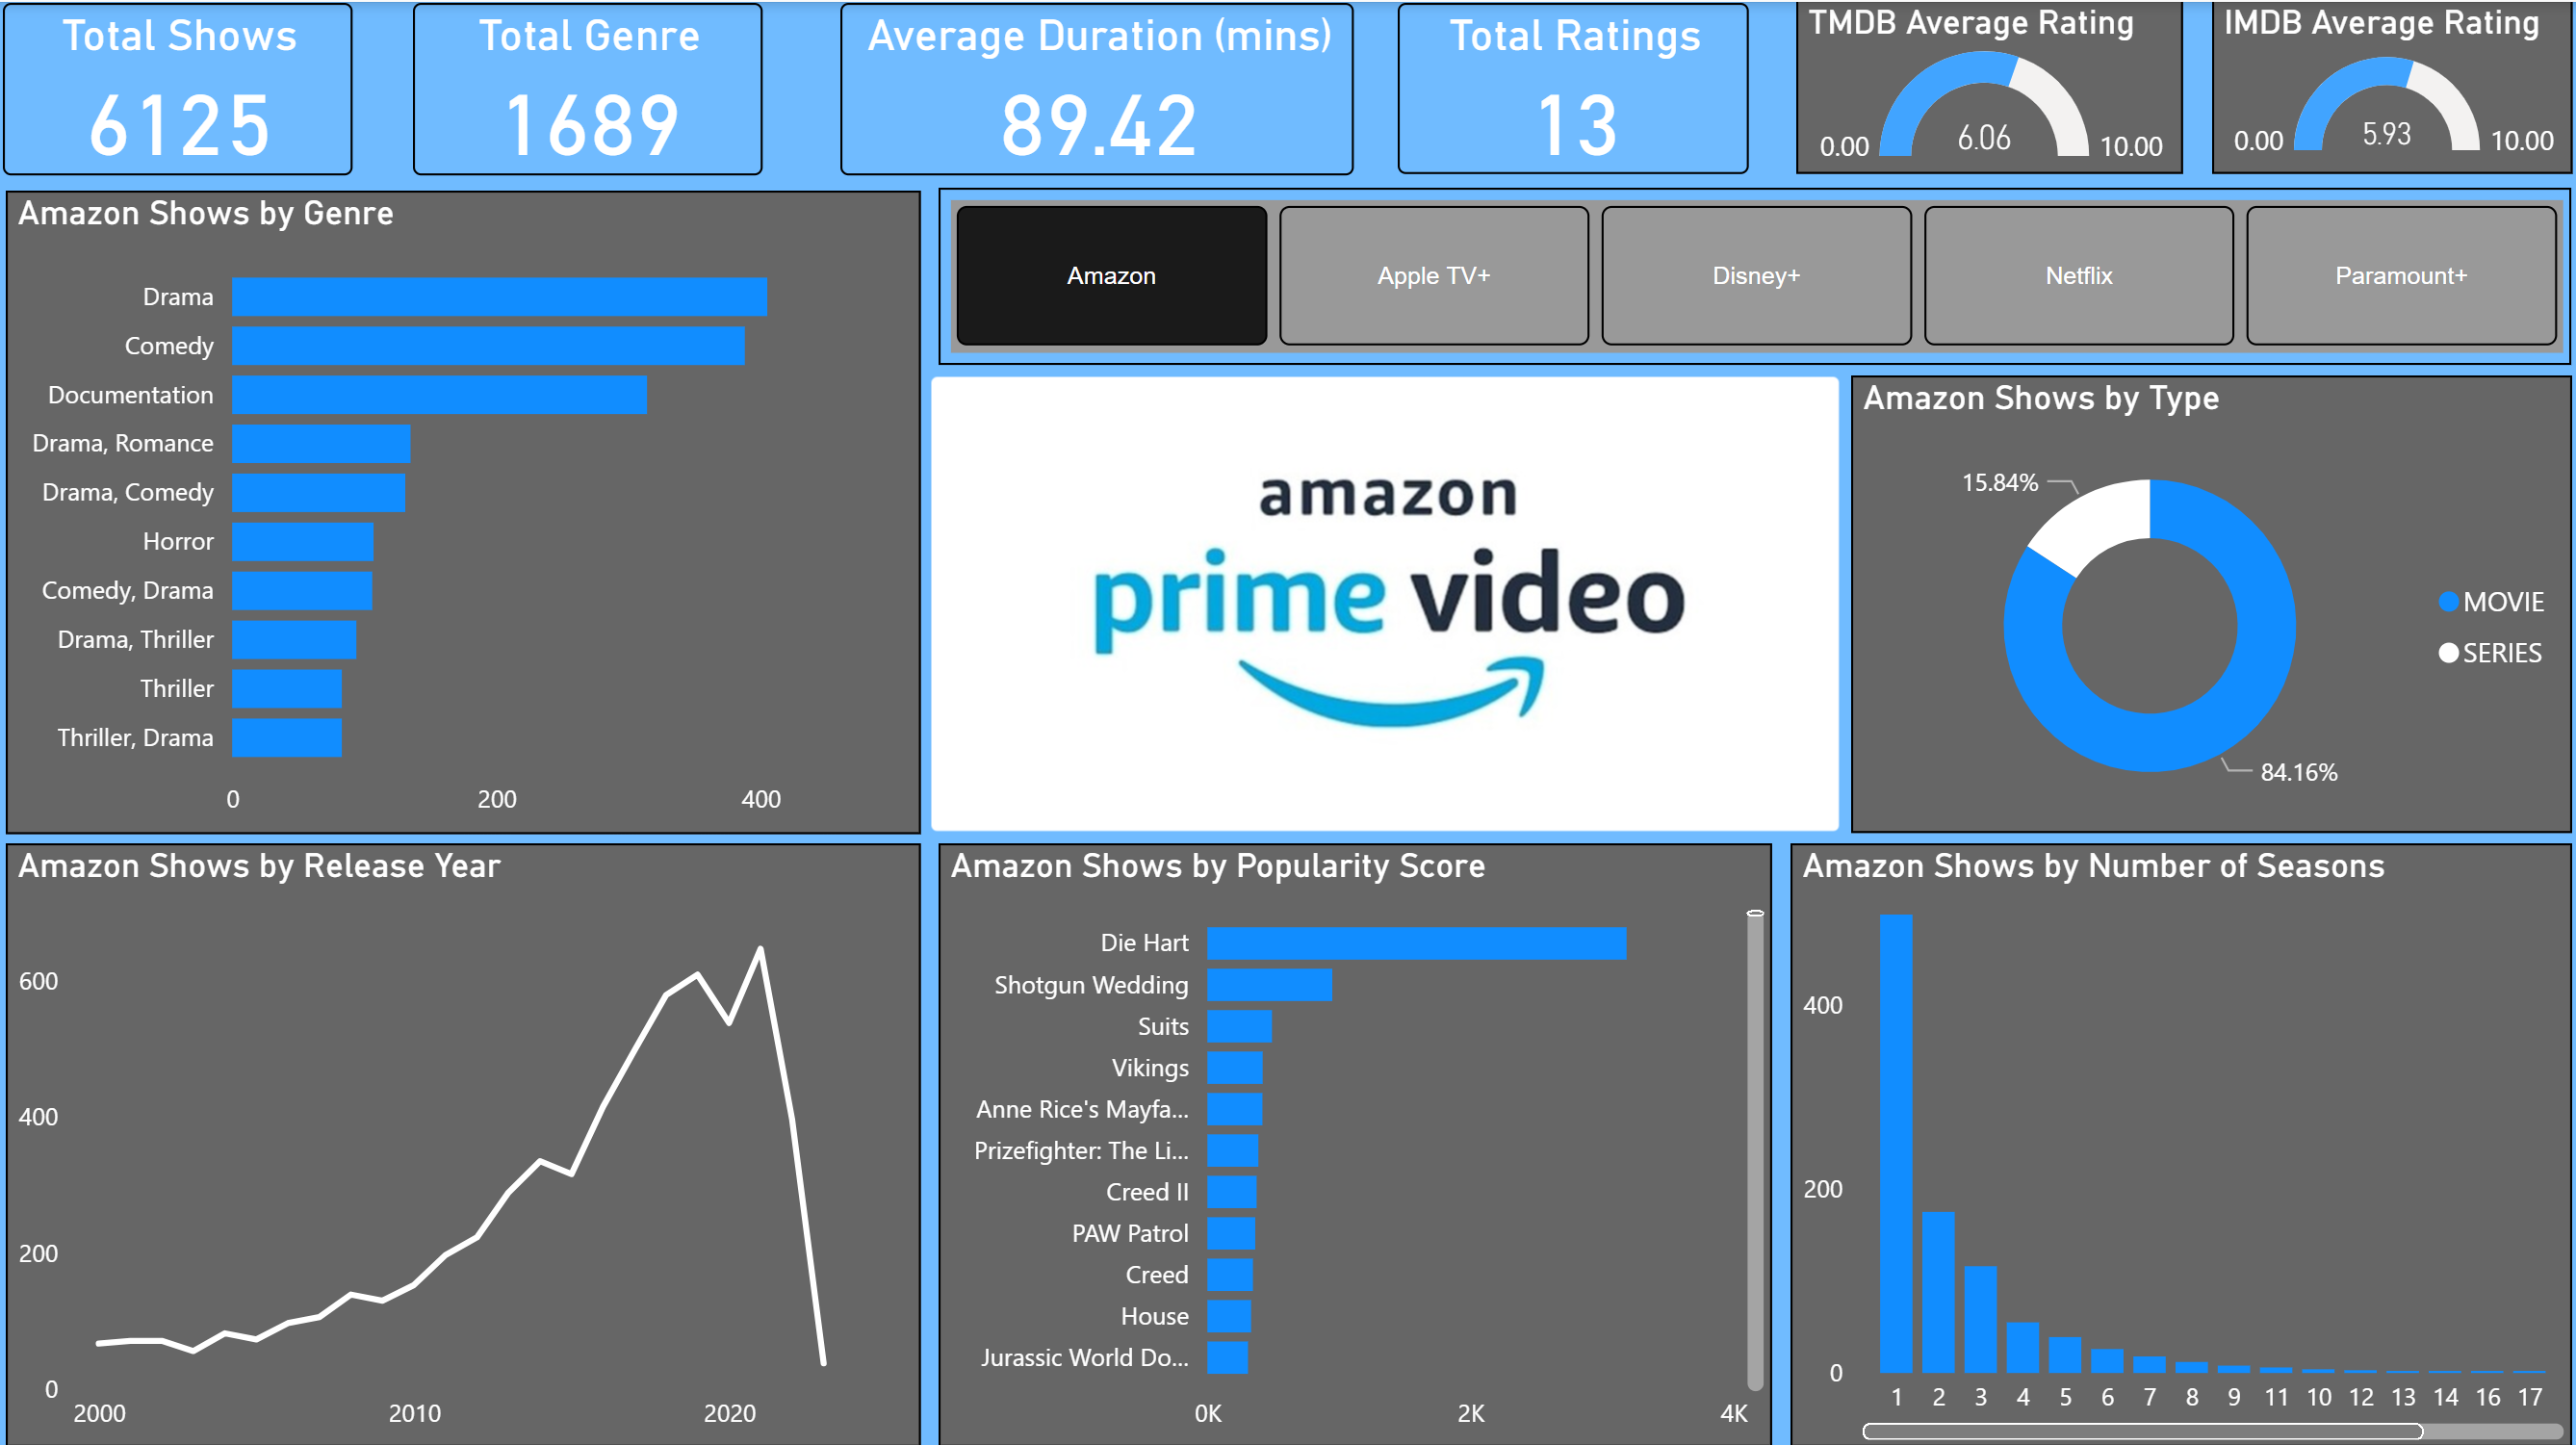 Total Shows
6125
Total Genre
1689
Average Duration (mins)
89.42
Total Ratings
13
TMDB Average Rating
0.00
6.06
10.00
IMDB Average Rating
0.00
5.93
10.00
Amazon Shows by Genre
Drama
Comedy
Documentation
Drama, Romance
Drama, Comedy
Horror
Comedy, Drama
Drama, Thriller
Thriller
Thriller, Drama
0 200 400
Amazon
Apple TV+
Disney+
Netflix
Paramount+
amazon
prime video
Amazon Shows by Type
15.84%
84.16%
MOVIE
SERIES
Amazon Shows by Release Year
600
400
200
0
2000 2010 2020
Amazon Shows by Popularity Score
Die Hart
Shotgun Wedding
Suits
Vikings
Anne Rice's Mayfa...
Prizefighter: The Li...
Creed II
PAW Patrol
Creed
House
Jurassic World Do...
0K 2K 4K
Amazon Shows by Number of Seasons
400
200
0
1 2 3 4 5 6 7 8 9 11 10 12 13 14 16 17